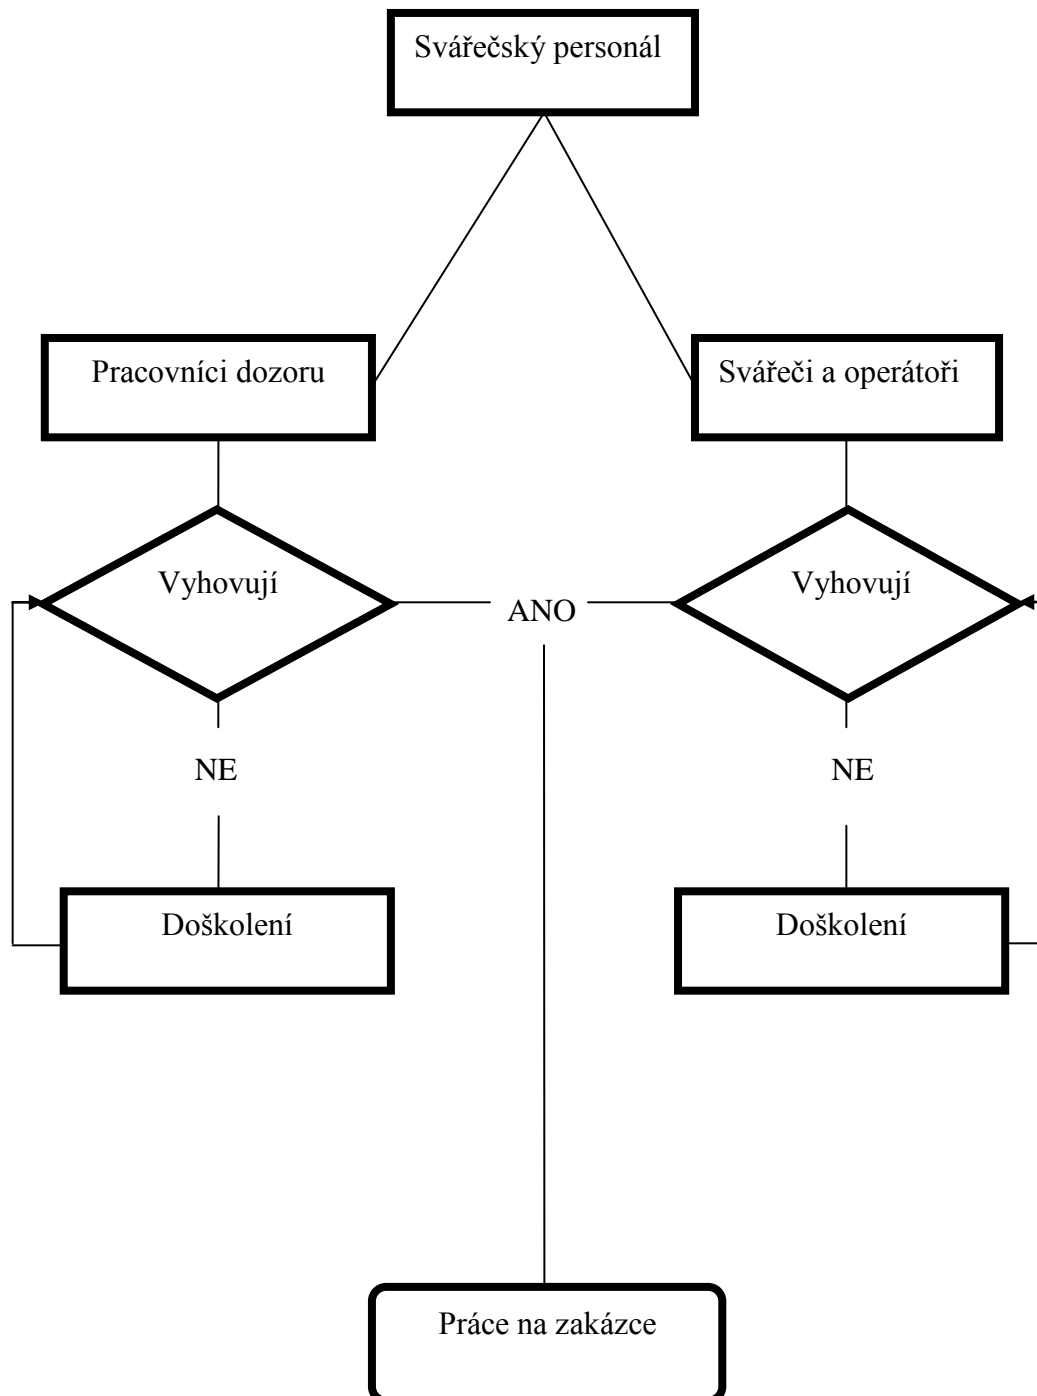 Svářečský personál
Pracovníci dozoru
Svářeči a operátoři
Vyhovují
Vyhovují
ANO
NE
NE
Doškolení
Doškolení
Práce na zakázce